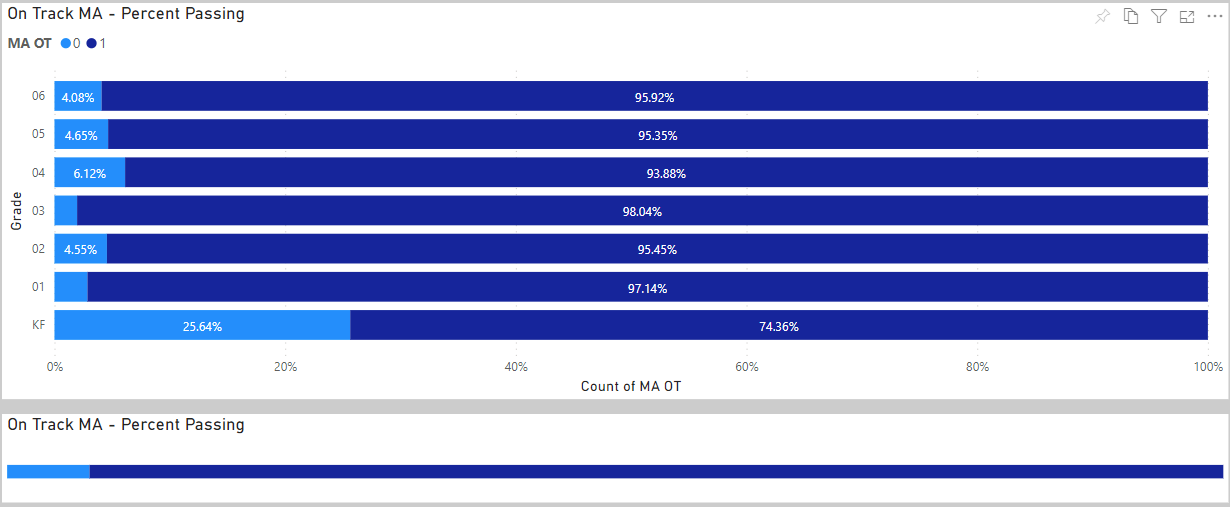 On Track MA - Percent Passing
MA OT 0 1
06 4.08% 95.92%
05 4.65% 95.35%
04 6.12% 93.88%
03 98.04%
02 4.55% 95.45%
01 97.14%
KF 25.64% 74.36%
Grade
0% 20% 40% 60% 80% 100%
Count of MA OT
On Track MA - Percent Passing